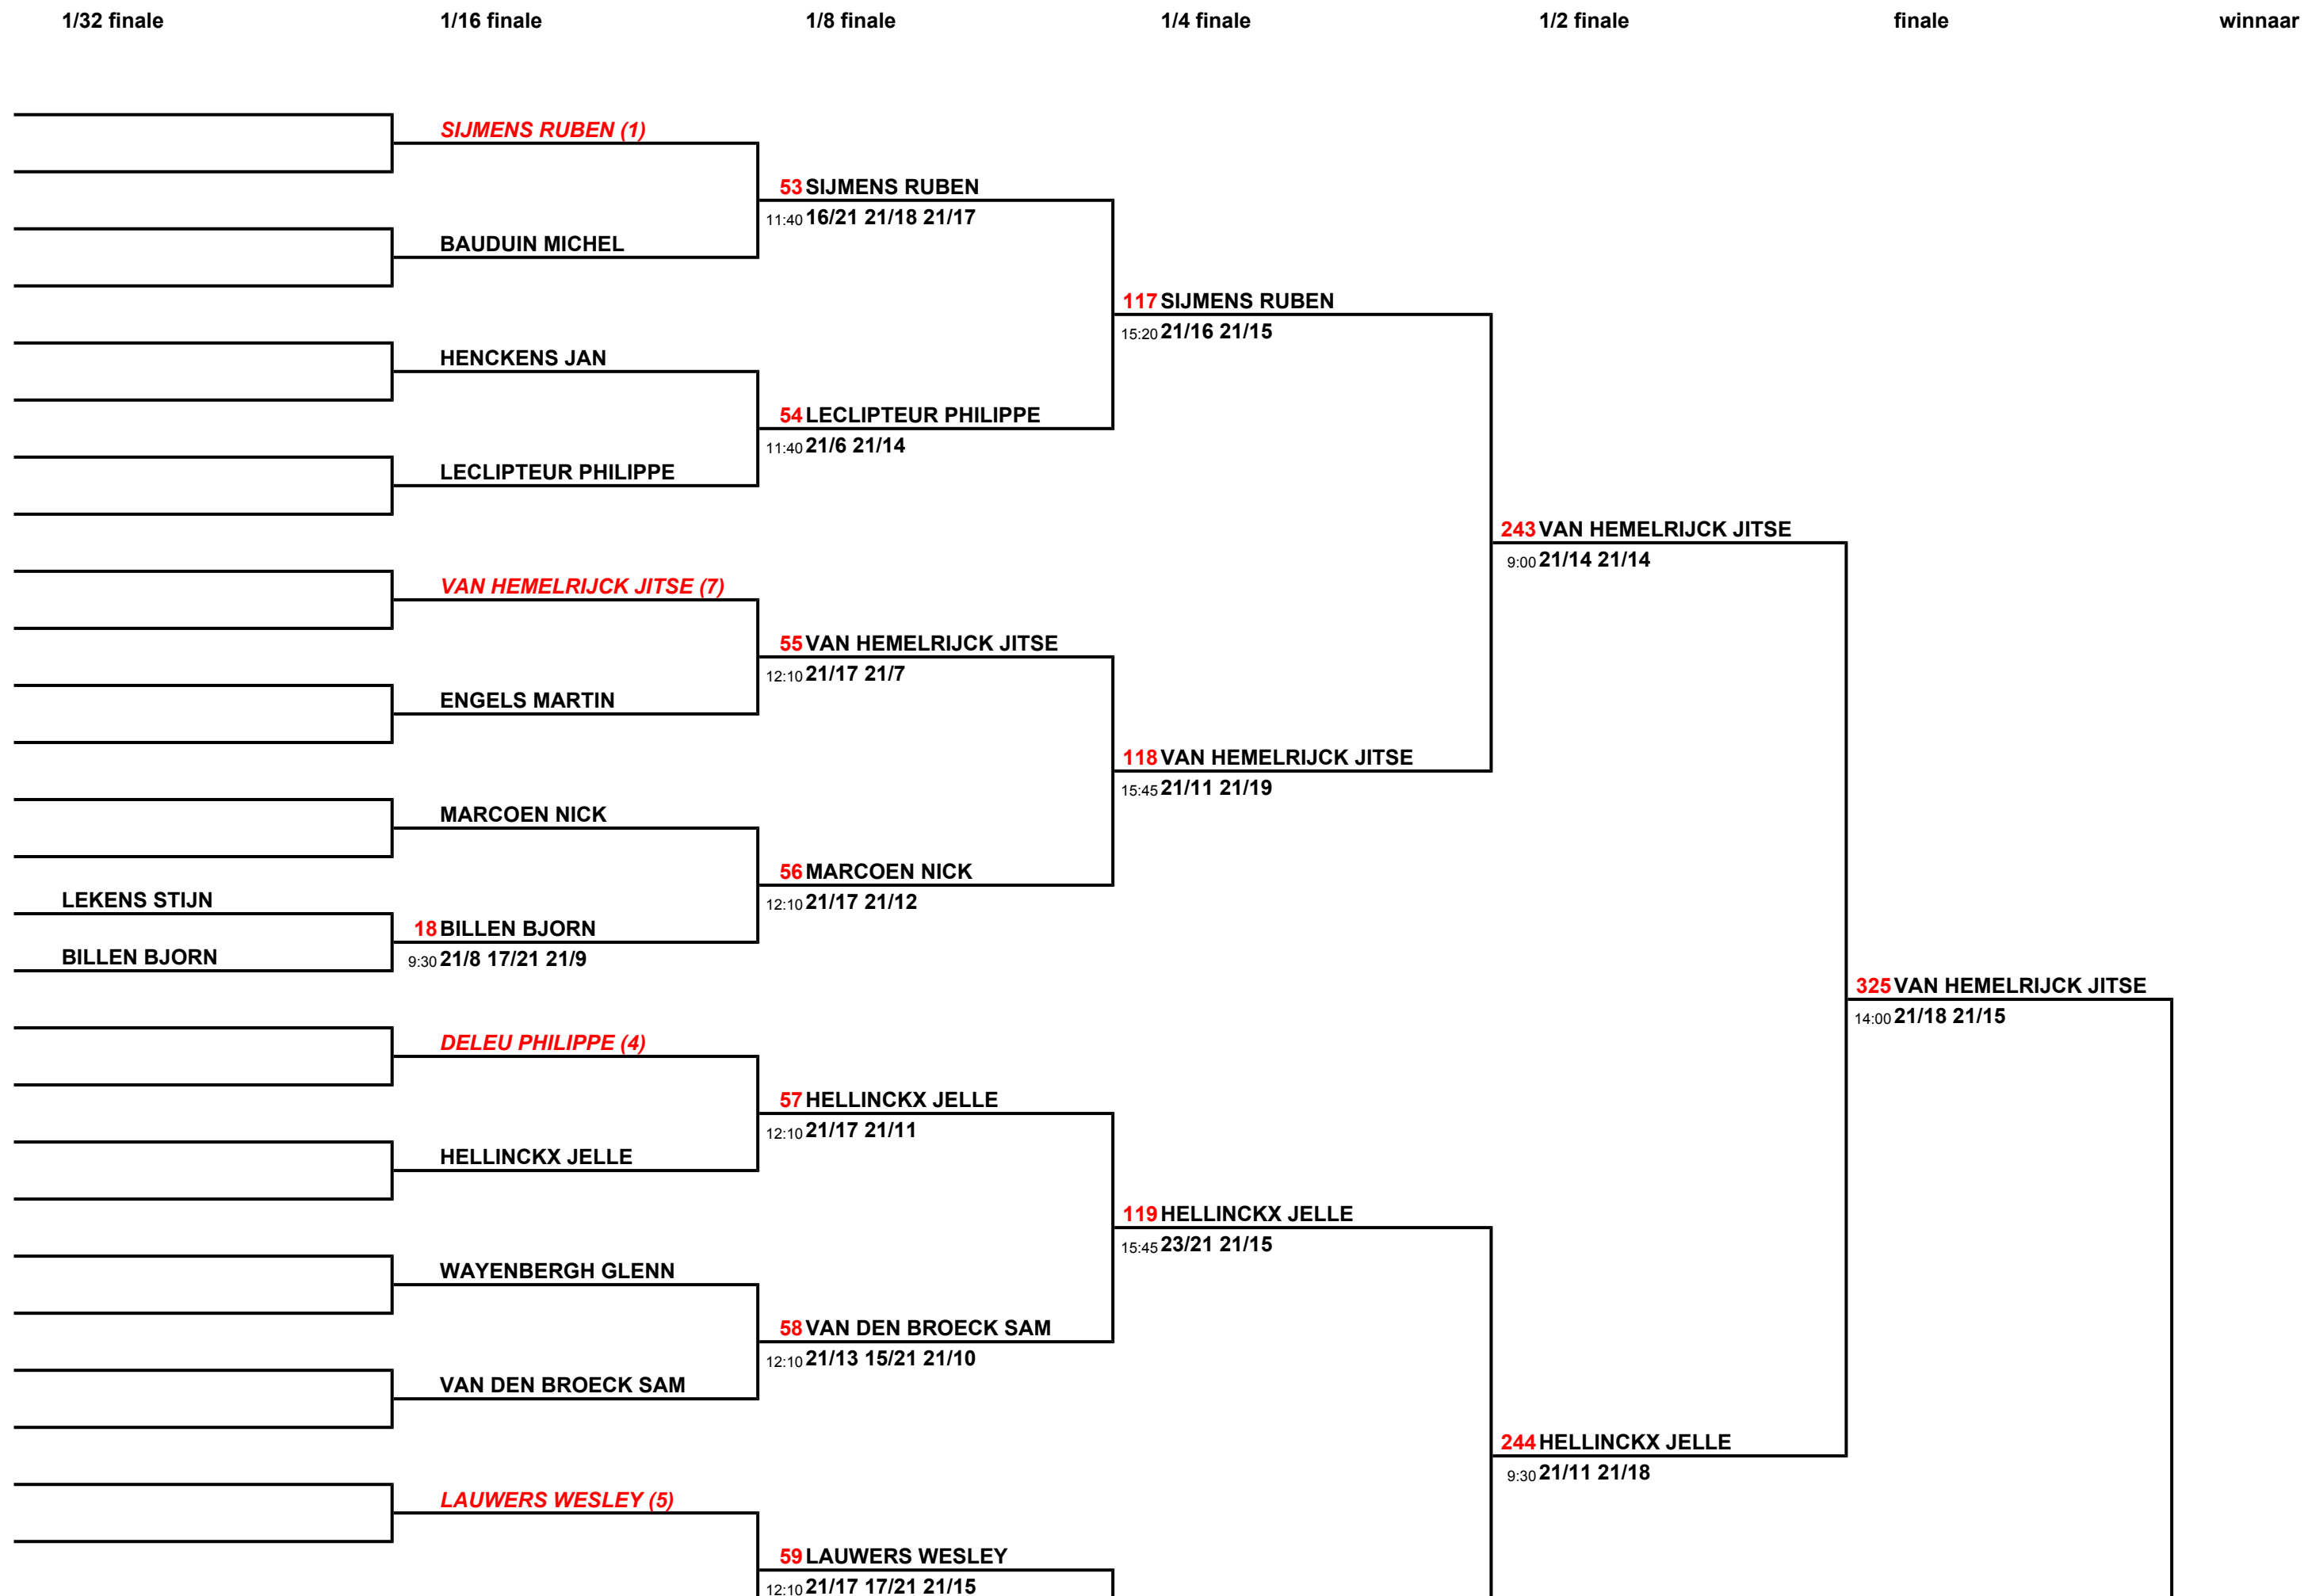 1/32 finale 1/16 finale 1/8 finale 1/4 finale 1/2 finale finale winnaar
SIJMENS RUBEN (1)
53 SIJMENS RUBEN
11:40 16/21 21/18 21/17
BAUDUIN MICHEL
117 SIJMENS RUBEN
15:20 21/16 21/15
HENCKENS JAN
54 LECLIPTEUR PHILIPPE
11:40 21/6 21/14
LECLIPTEUR PHILIPPE
243 VAN HEMELRIJCK JITSE
9:00 21/14 21/14
VAN HEMELRIJCK JITSE (7)
55 VAN HEMELRIJCK JITSE
12:10 21/17 21/7
ENGELS MARTIN
118 VAN HEMELRIJCK JITSE
15:45 21/11 21/19
MARCOEN NICK
56 MARCOEN NICK
12:10 21/17 21/12
LEKENS STIJN
18 BILLEN BJORN
9:30 21/8 17/21 21/9
BILLEN BJORN
325 VAN HEMELRIJCK JITSE
14:00 21/18 21/15
DELEU PHILIPPE (4)
57 HELLINCKX JELLE
12:10 21/17 21/11
HELLINCKX JELLE
119 HELLINCKX JELLE
15:45 23/21 21/15
WAYENBERGH GLENN
58 VAN DEN BROECK SAM
12:10 21/13 15/21 21/10
VAN DEN BROECK SAM
244 HELLINCKX JELLE
9:30 21/11 21/18
LAUWERS WESLEY (5)
59 LAUWERS WESLEY
12:10 21/17 17/21 21/15